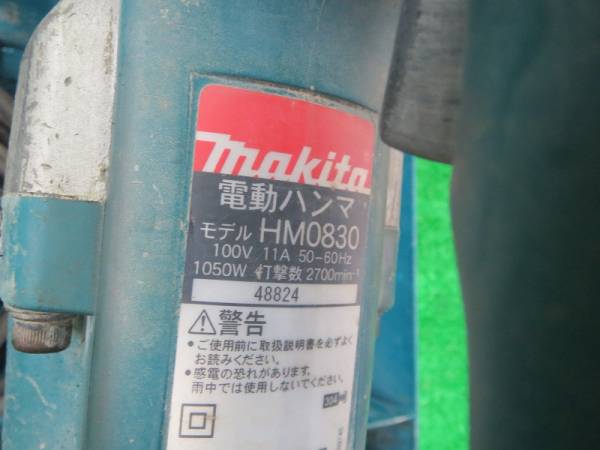 makita
電動ハンマ
モデル HM0830
100V 11A 50-60Hz
1050W 打撃数 2700min-¹
48824
警告
●ご使用前に取扱説明書を必ずよく
お読みください。
●感電の恐れがあります。
雨中では使用しないでください。